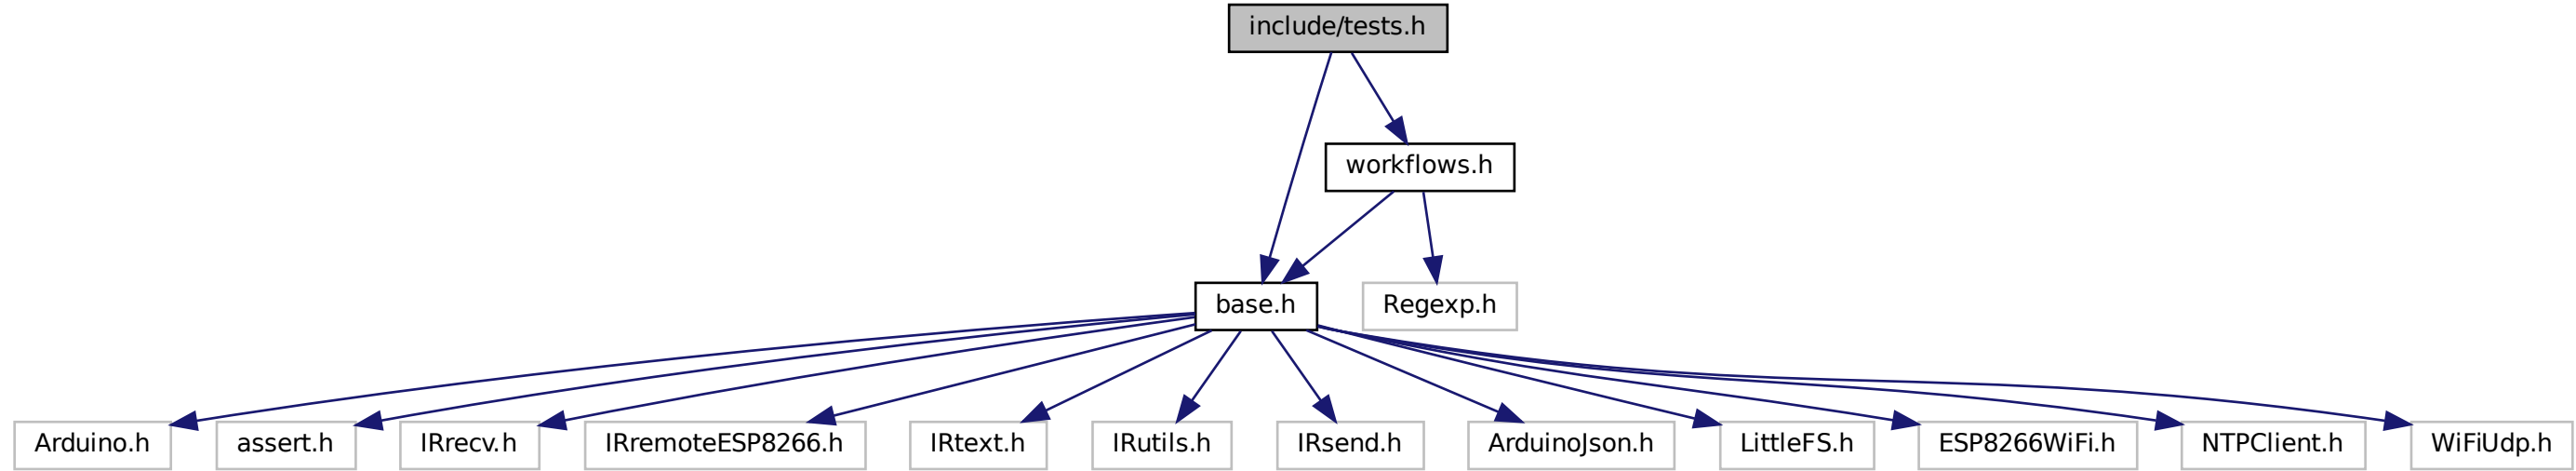 include/tests.h
workflows.h
base.h
Regexp.h
Arduino.h
assert.h
IRrecv.h
IRremoteESP8266.h
IRtext.h
IRutils.h
IRsend.h
ArduinoJson.h
LittleFS.h
ESP8266WiFi.h
NTPClient.h
WiFiUdp.h